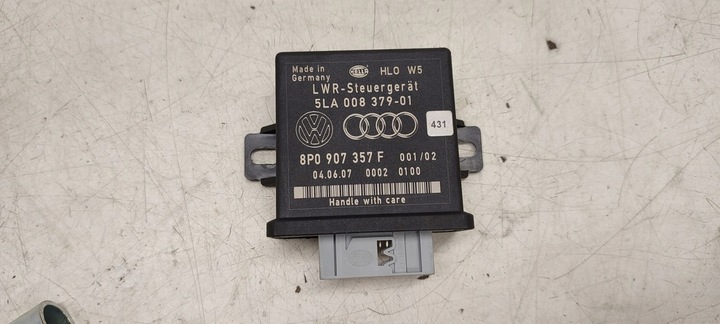 Made in
Germany
HELLA
HLO W5
LWR-Steuergerät
5LA 008 379-01
431
8P0 907 357 F 001/02
04.06.07 0002 0100
Handle with care